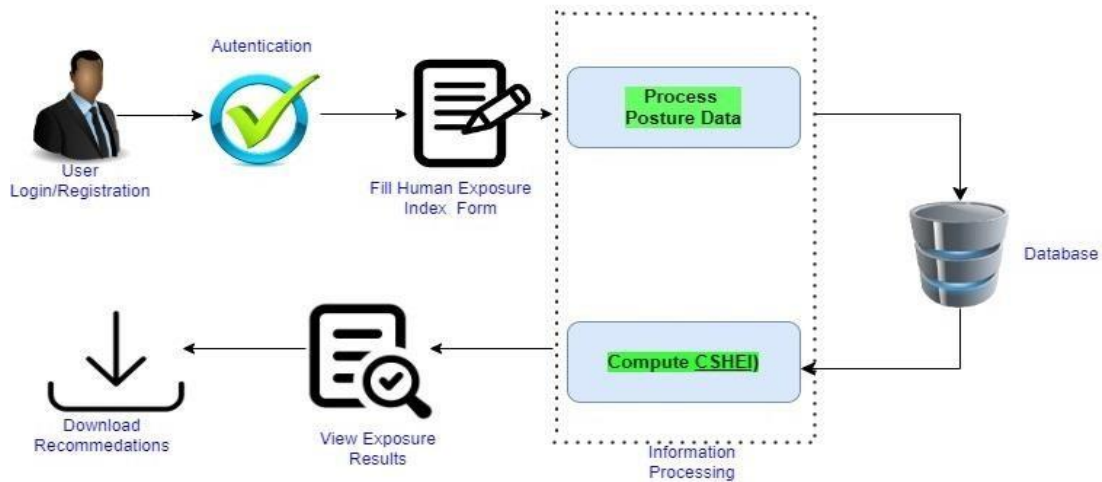 Autentication
User
Login/Registration
Fill Human Exposure
Index Form
Process
Posture Data
Database
Compute CSHEI)
Information
Processing
View Exposure
Results
Download
Recommedations